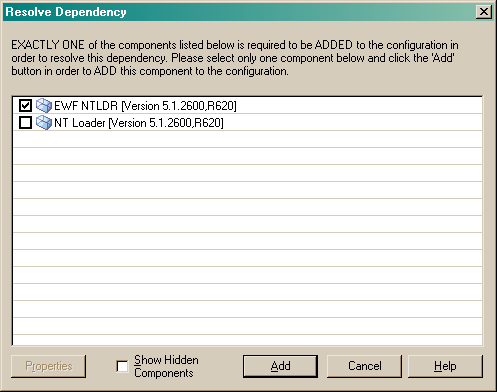 Resolve Dependency
EXACTLY ONE of the components listed below is required to be ADDED to the configuration in
order to resolve this dependency. Please select only one component below and click the 'Add'
button in order to ADD this component to the configuration.
EWF NTLDR [Version 5.1.2600,R620]
NT Loader [Version 5.1.2600,R620]
Properties
Show Hidden
Components
Add
Cancel
Help